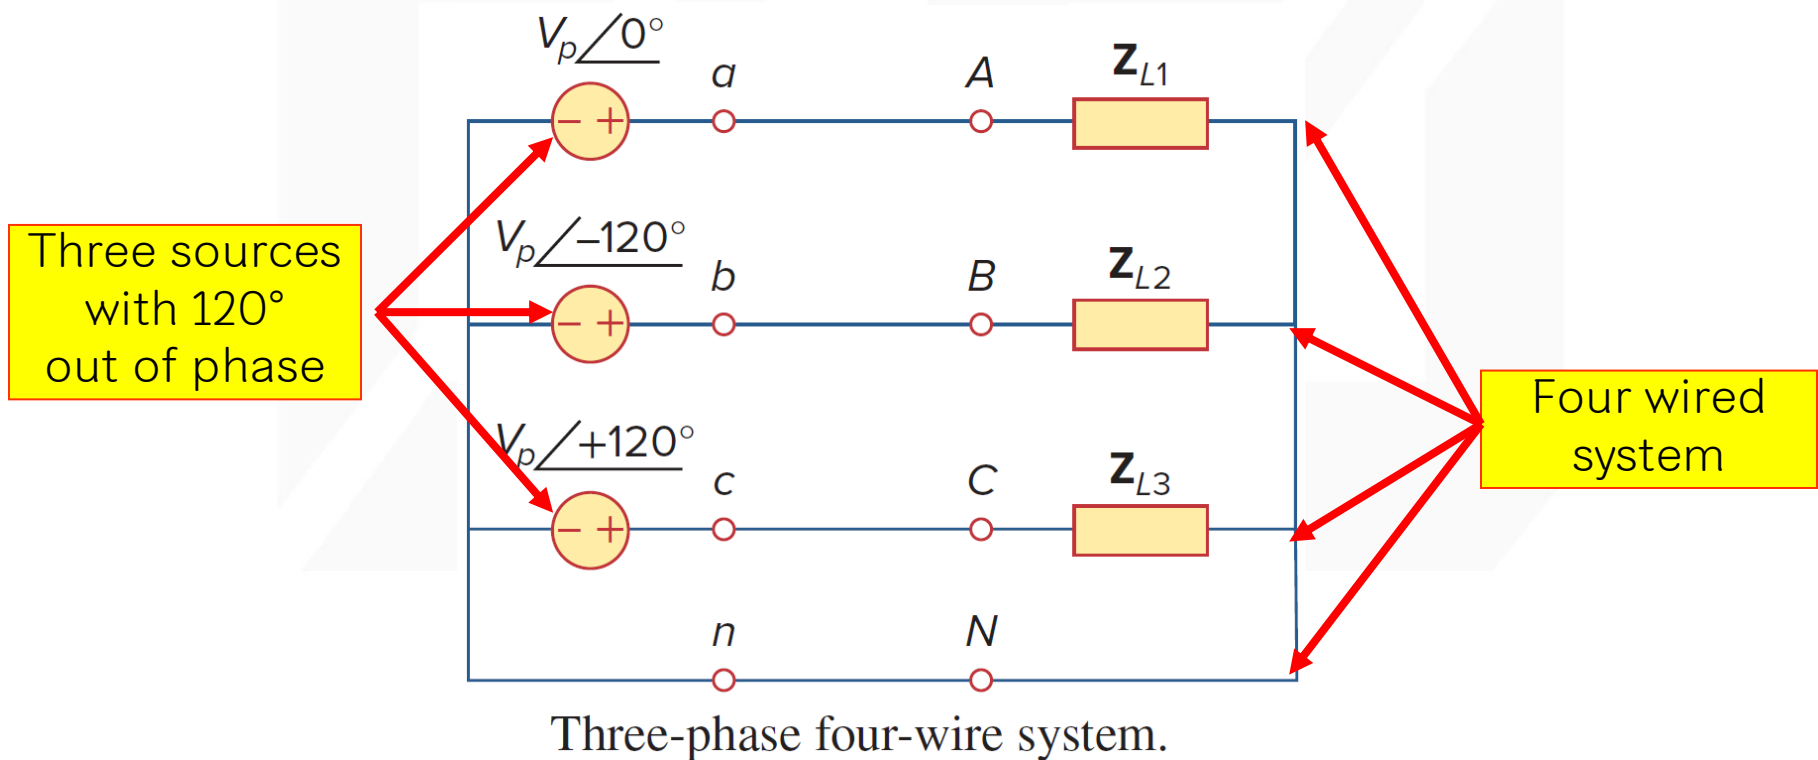 Vp∠0°
a
A
ZL1
Three sources
with 120°
out of phase
Vp∠−120°
b
B
ZL2
Vp∠+120°
c
C
ZL3
Four wired
system
n
N
− +
− +
− +
Three-phase four-wire system.